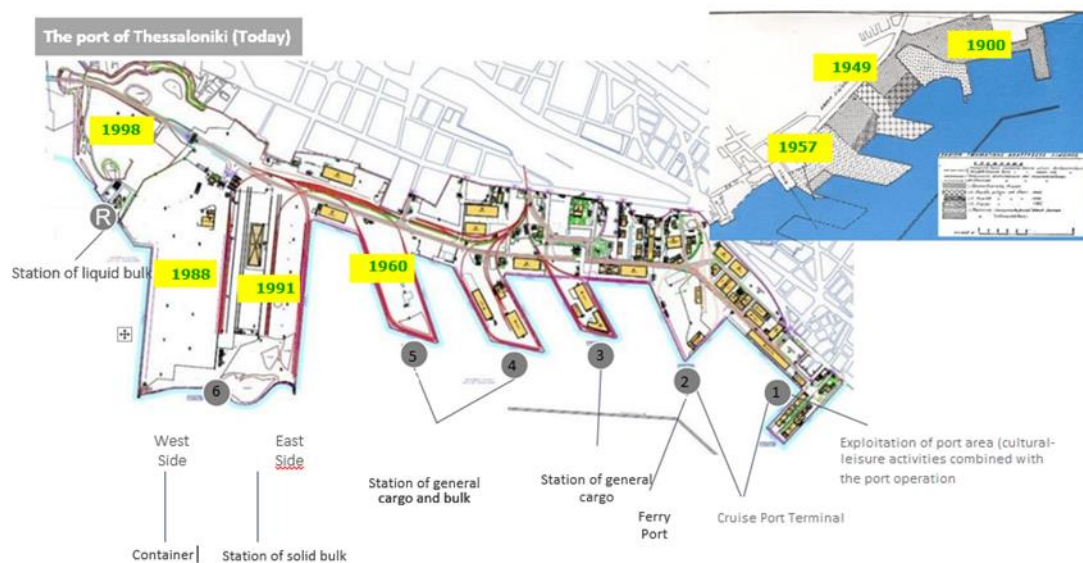 The port of Thessaloniki (Today)
1900
1949
1957
1998
R
Station of liquid bulk
1988
1991
1960
6
5
4
3
2
1
West
Side
East
Side
Container
Station of solid bulk
Station of general
cargo and bulk
Station of general
cargo
Ferry
Port
Cruise Port Terminal
Exploitation of port area (cultural-
leisure activities combined with
the port operation